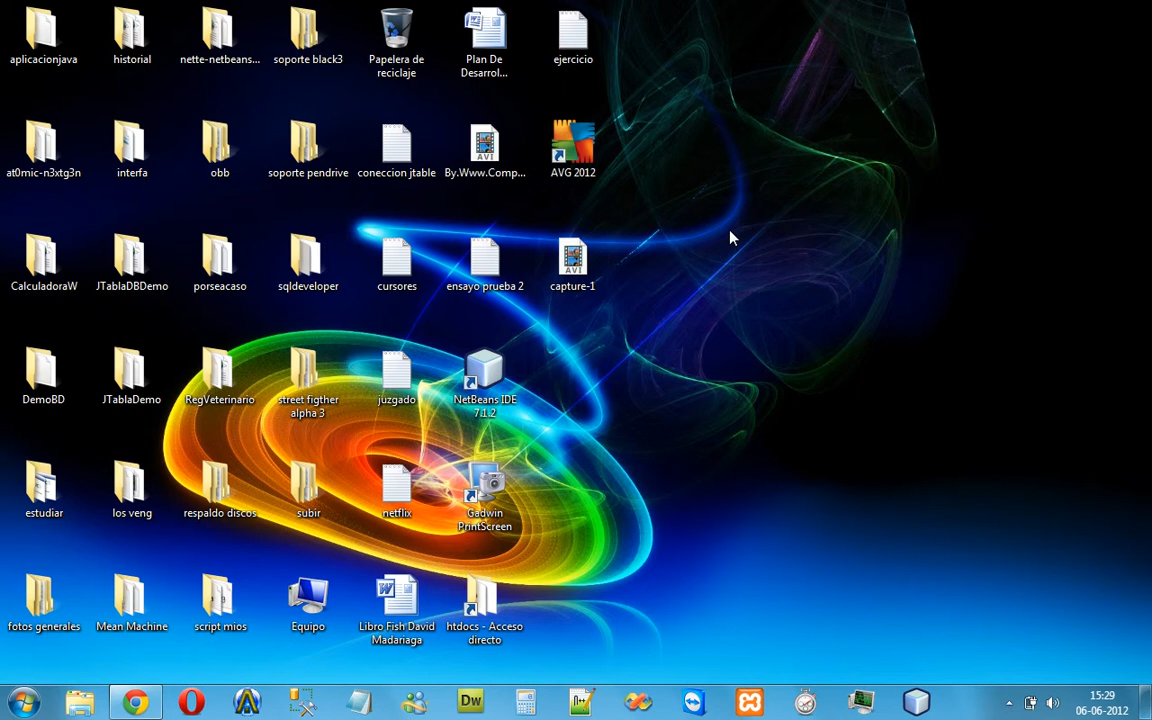 aplicacionjava
historial
nette-netbeans...
soporte black3
Papelera de
reciclaje
Plan De
Desarrol...
ejercicio
at0mic-n3xtg3n
interfa
obb
soporte pendrive
coneccion jtable
By.Www.Comp...
AVG 2012
CalculadoraW
JTablaDBDemo
porseacaso
sqldeveloper
cursores
ensayo prueba 2
capture-1
DemoBD
JTablaDemo
RegVeterinario
street figther
alpha 3
juzgado
NetBeans IDE
7.1.2
estudiar
los veng
respaldo discos
subir
netflix
Gadwin
PrintScreen
fotos generales
Mean Machine
script mios
Equipo
Libro Fish David
Madariaga
htdocs - Acceso
directo
AVI
AVI
Dw
15:29
06-06-2012